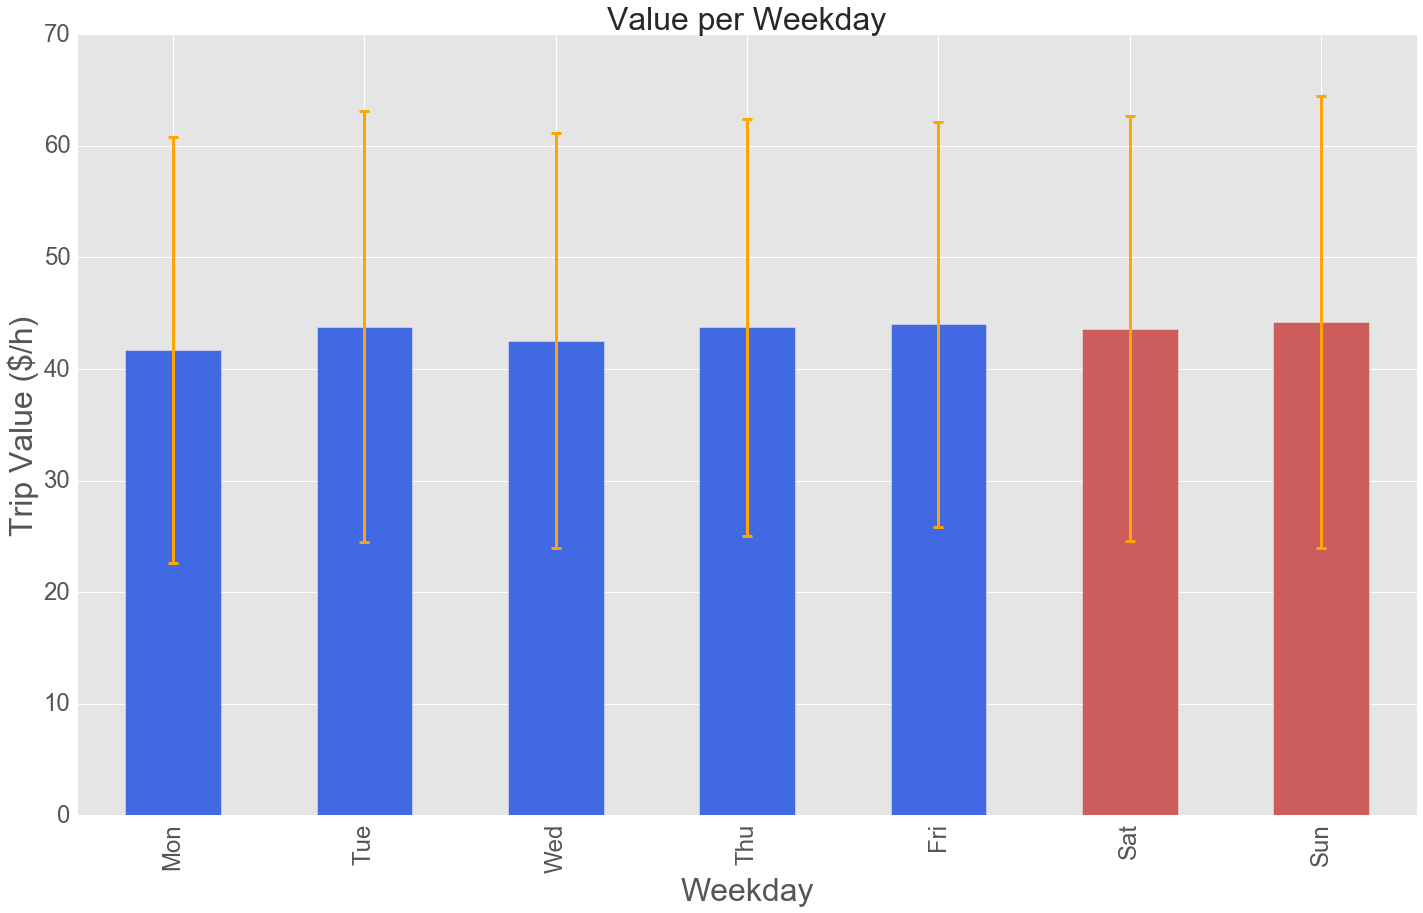 Value per Weekday
70
60
50
40
30
20
10
0
Trip Value ($/h)
Mon
Tue
Wed
Thu
Fri
Sat
Sun
Weekday